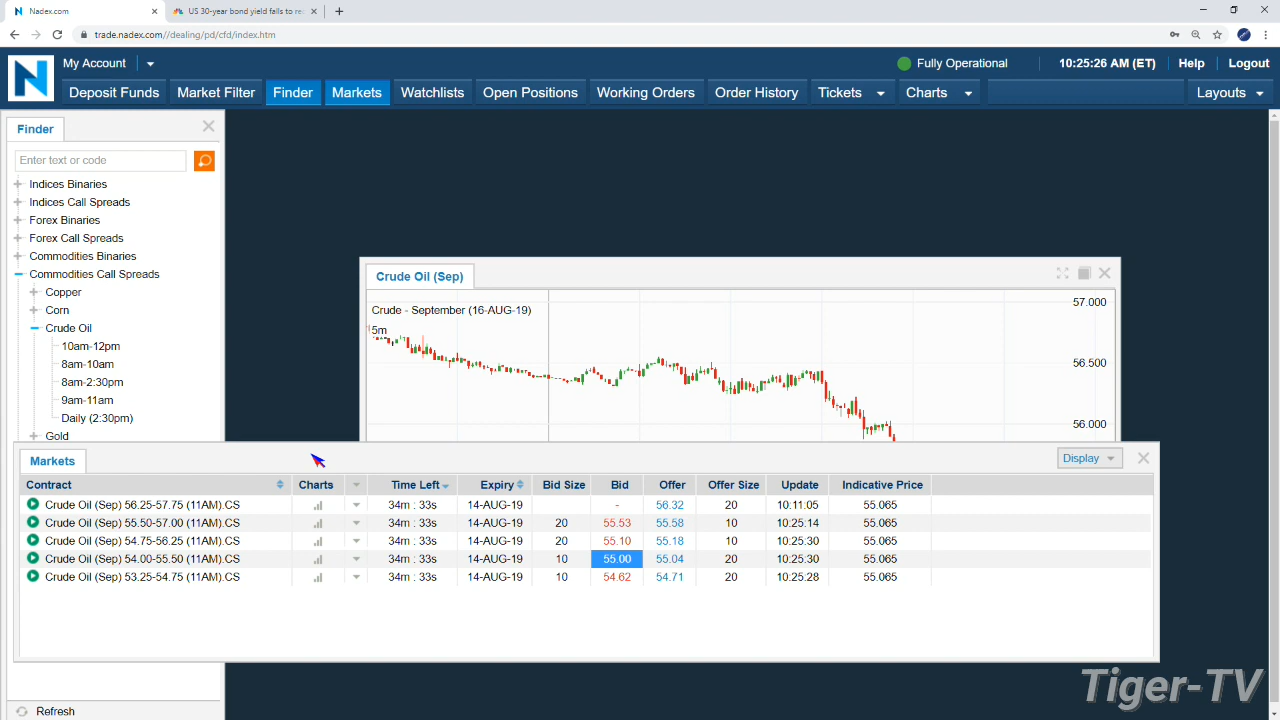 Nadex.com
US 30-year bond yield falls to rec
trade.nadex.com//dealing/pd/cfd/index.htm
My Account
Fully Operational
10:25:26 AM (ET)
Help
Logout
Deposit Funds
Market Filter
Finder
Markets
Watchlists
Open Positions
Working Orders
Order History
Tickets
Charts
Layouts
Finder
Enter text or code
Indices Binaries
Indices Call Spreads
Forex Binaries
Forex Call Spreads
Commodities Binaries
Commodities Call Spreads
Copper
Corn
Crude Oil
10am-12pm
8am-10am
8am-2:30pm
9am-11am
Daily (2:30pm)
Gold
Refresh
Crude Oil (Sep)
Crude - September (16-AUG-19)
5m
57.000
56.500
56.000
Markets
Display
Contract Charts Time Left Expiry Bid Size Bid Offer Offer Size Update Indicative Price
Crude Oil (Sep) 56.25-57.75 (11AM).CS 34m : 33s 14-AUG-19 - 56.32 20 10:11:05 55.065
Crude Oil (Sep) 55.50-57.00 (11AM).CS 34m : 33s 14-AUG-19 20 55.53 55.58 10 10:25:14 55.065
Crude Oil (Sep) 54.75-56.25 (11AM).CS 34m : 33s 14-AUG-19 20 55.10 55.18 10 10:25:30 55.065
Crude Oil (Sep) 54.00-55.50 (11AM).CS 34m : 33s 14-AUG-19 10 55.00 55.04 20 10:25:30 55.065
Crude Oil (Sep) 53.25-54.75 (11AM).CS 34m : 33s 14-AUG-19 10 54.62 54.71 20 10:25:28 55.065
Tiger-TV